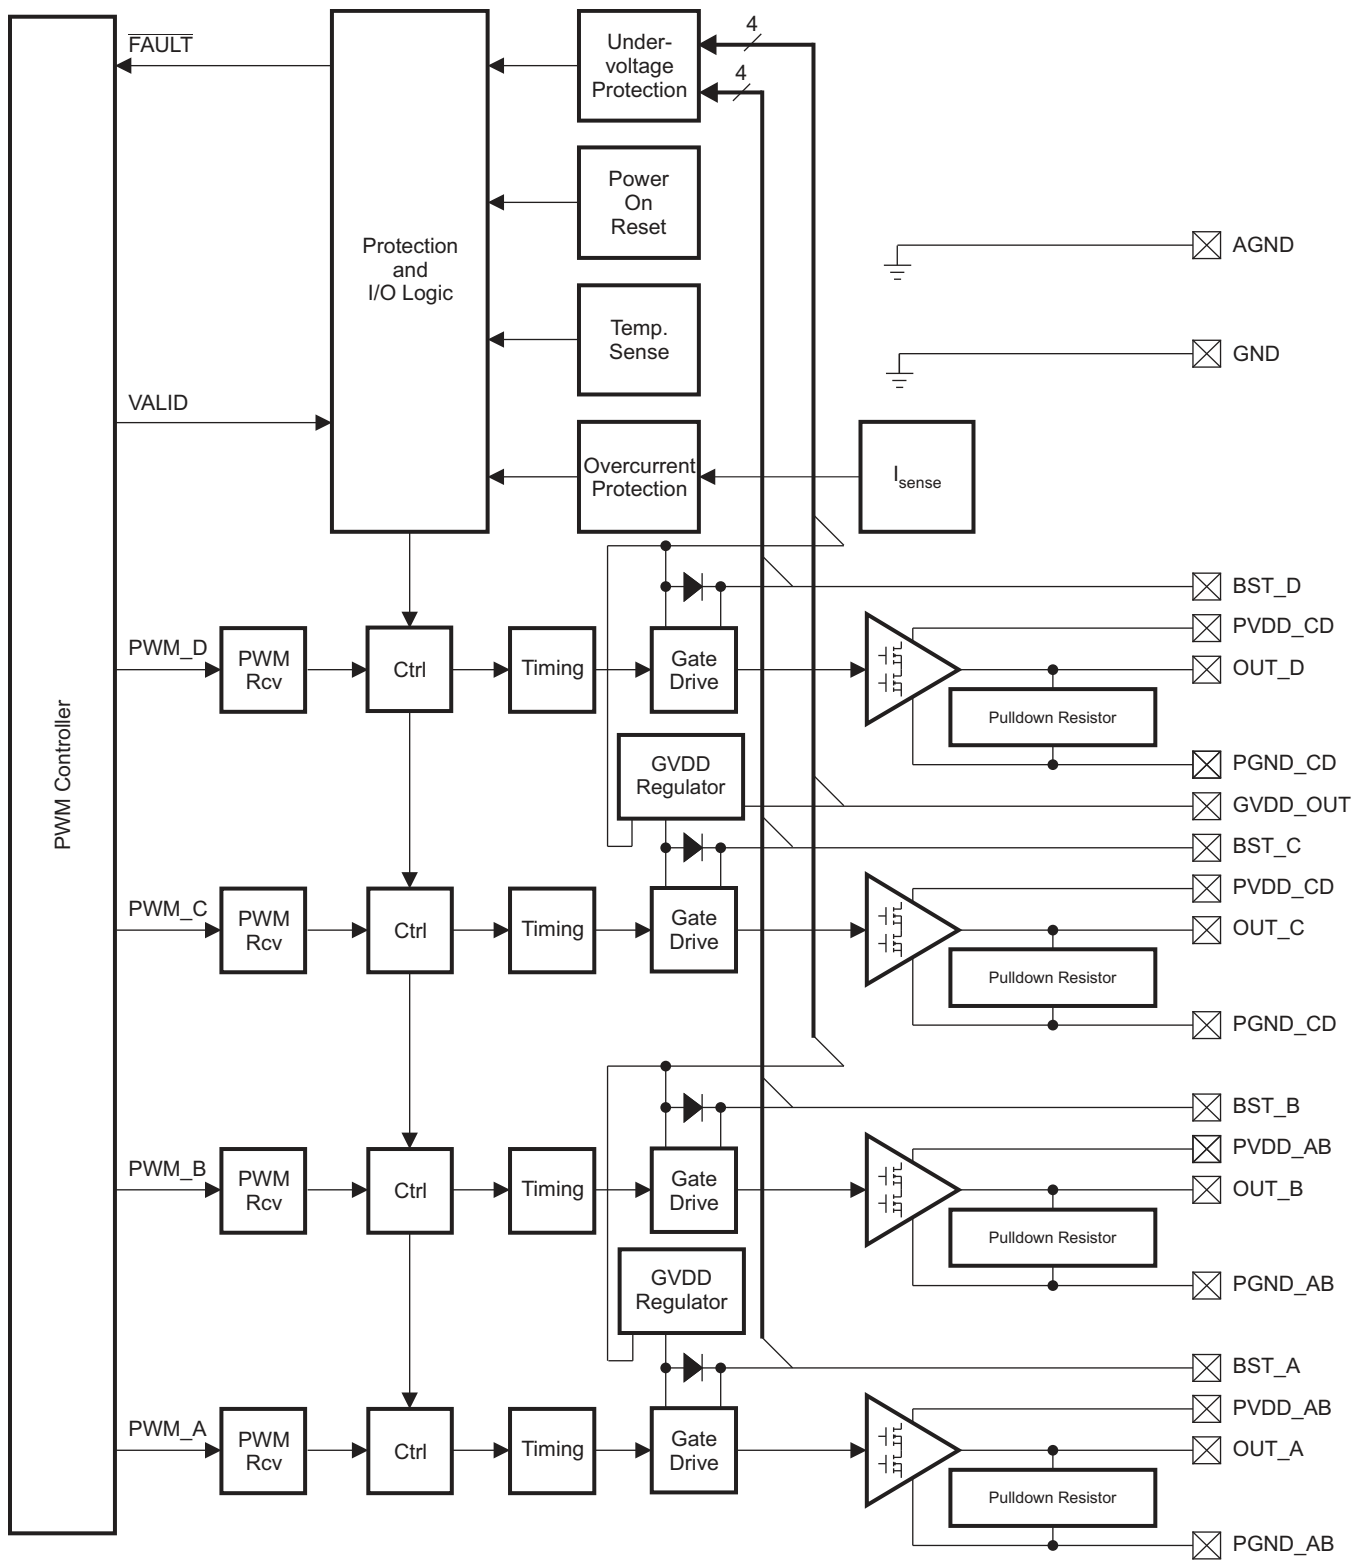 FAULT
Under-
voltage
Protection
4
4
Power
On
Reset
Protection
and
I/O Logic
AGND
Temp.
Sense
GND
VALID
Overcurrent
Protection
Isense
BST_D
PVDD_CD
PWM_D
PWM
Rcv
Ctrl
Timing
Gate
Drive
OUT_D
Pulldown Resistor
PWM Controller
GVDD
Regulator
PGND_CD
GVDD_OUT
BST_C
PVDD_CD
PWM_C
PWM
Rcv
Ctrl
Timing
Gate
Drive
OUT_C
Pulldown Resistor
PGND_CD
BST_B
PVDD_AB
PWM_B
PWM
Rcv
Ctrl
Timing
Gate
Drive
OUT_B
Pulldown Resistor
GVDD
Regulator
PGND_AB
BST_A
PVDD_AB
PWM_A
PWM
Rcv
Ctrl
Timing
Gate
Drive
OUT_A
Pulldown Resistor
PGND_AB